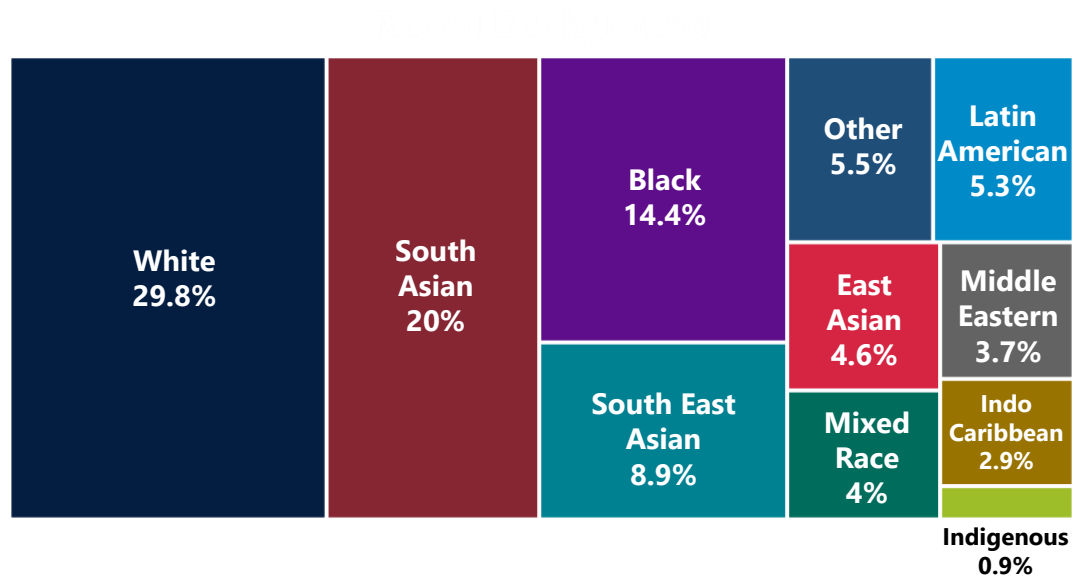 White
29.8%
South
Asian
20%
Black
14.4%
South East
Asian
8.9%
Other
5.5%
Latin
American
5.3%
East
Asian
4.6%
Middle
Eastern
3.7%
Mixed
Race
4%
Indo
Caribbean
2.9%
Indigenous
0.9%